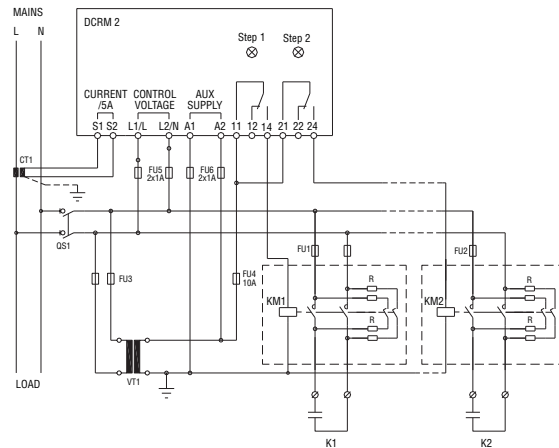 MAINS
L N
DCRM 2
Step 1 Step 2
CURRENT CONTROL AUX
/5A VOLTAGE SUPPLY
S1 S2 L1/L L2/N A1 A2 11 12 14 21 22 24
CT1
FU5
2x1A
FU6
2x1A
QS1
FU3
FU4
10A
FU1
FU2
R
R
KM1
R
R
KM2
VT1
LOAD
K1 K2